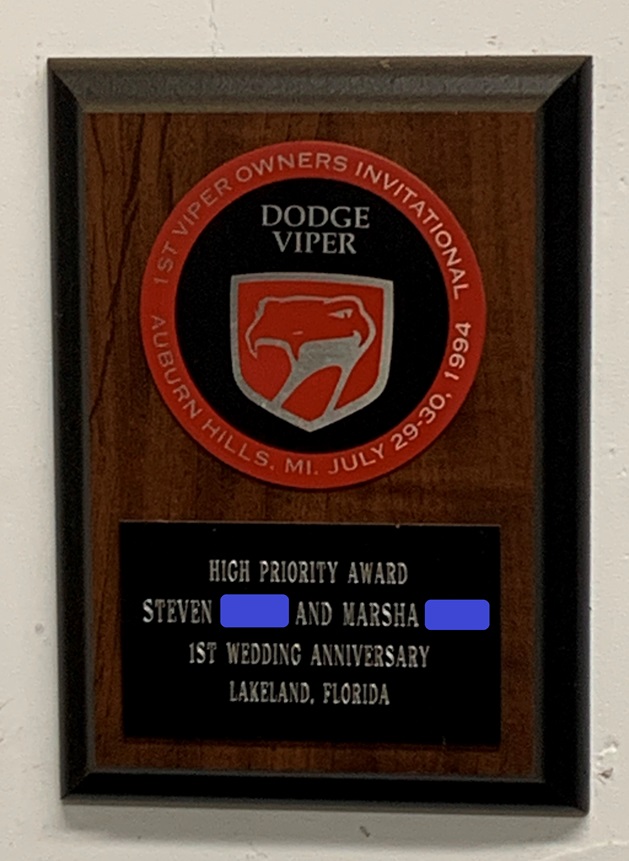 1ST VIPER OWNERS INVITATIONAL
DODGE
VIPER
AUBURN HILLS, MI. JULY 29-30, 1994
HIGH PRIORITY AWARD
STEVEN AND MARSHA
1ST WEDDING ANNIVERSARY
LAKELAND, FLORIDA